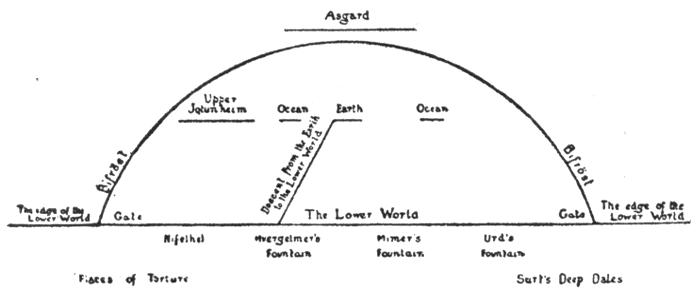 Asgard
Upper
Jotunheim
Ocean
Earth
Ocean
Descent from the Earth
to the Lower World
Bifröst
Bifröst
The edge of the
Lower World
Gate
The Lower World
Gate
The edge of the
Lower World
Nifelhel
Hvergelmer's
Fountain
Mimer's
Fountain
Urd's
Fountain
Places of Torture
Surt's Deep Dales